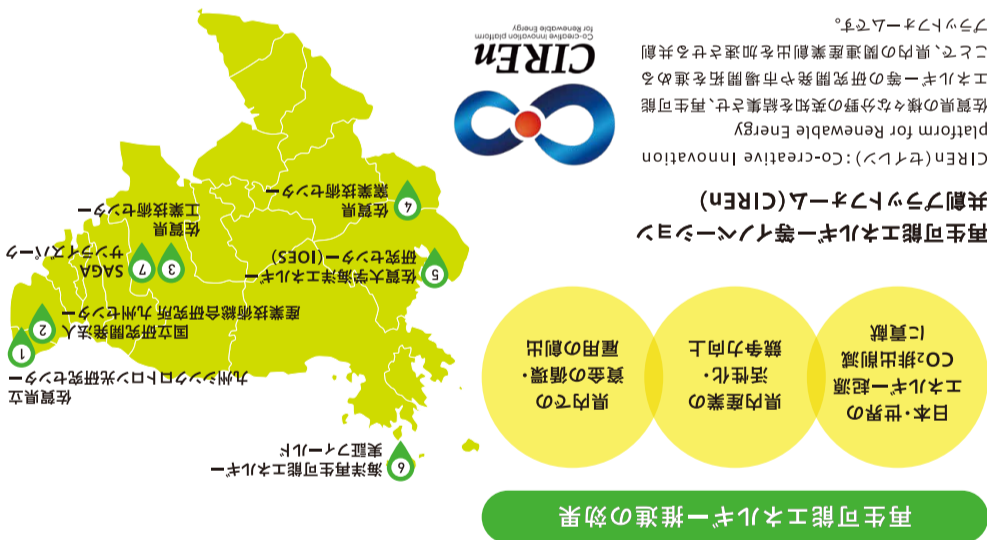 再生可能エネルギー推進の効果
日本・世界の
エネルギー起源
CO₂排出削減
に貢献
県内産業の
活性化・
競争力向上
県内での
資金の循環・
雇用の創出
再生可能エネルギー等イノベーション
共創プラットフォーム(CIREn)
CIREn(セイレン):Co-creative Innovation
platform for Renewable Energy
佐賀県の様々な分野の英知を結集させ、再生可能
エネルギー等の研究開発や市場開拓を進める
ことで、県内の関連産業創出を加速させる共創
プラットフォームです。
CIREn
Co-creative Innovation platform
for Renewable Energy
6
海洋再生可能エネルギー
実証フィールド
佐賀県立
九州シンクロトロン光研究センター
1
2
国立研究開発法人
産業技術総合研究所 九州センター
3
7
SAGA
サンライズパーク
佐賀県
工業技術センター
5
佐賀大学海洋エネルギー
研究センター(IOES)
4
佐賀県
窯業技術センター